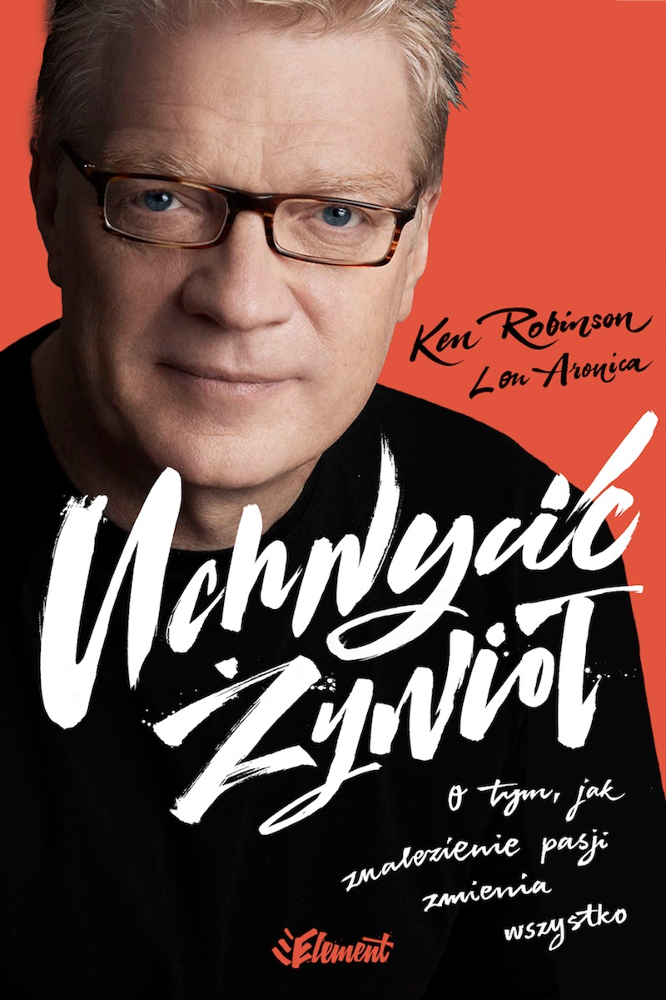 Ken Robinson
Lou Aronica
Uchwycić
Żywioł
O tym, jak
znalezienie pasji
zmienia
wszystko
Element